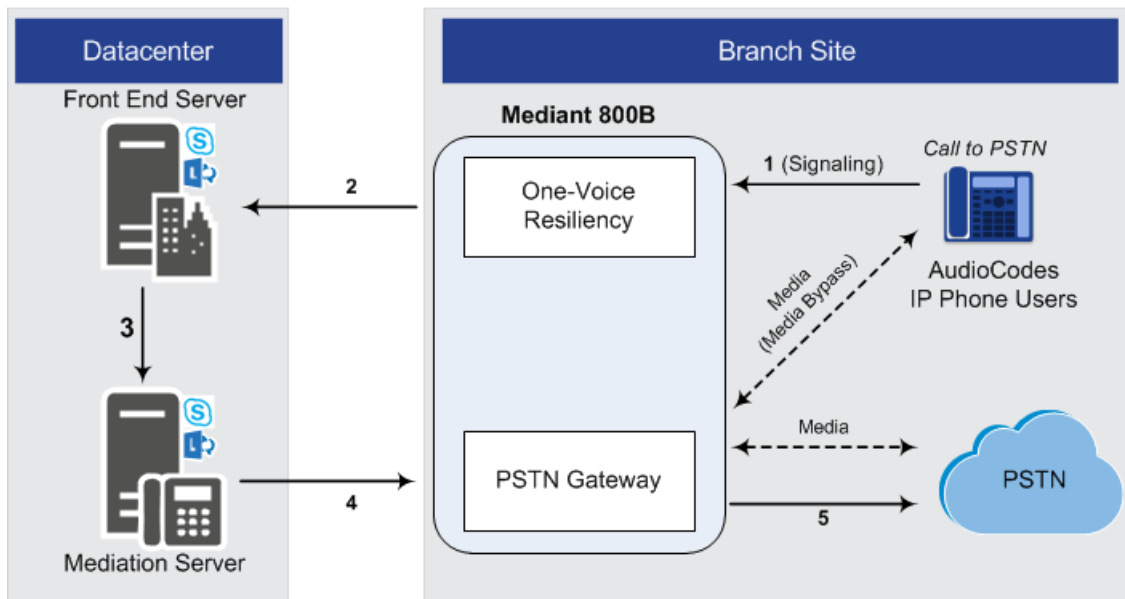 Datacenter
Branch Site
Front End Server
S
L
Mediant 800B
One-Voice
Resiliency
Call to PSTN
1 (Signaling)
2
AudioCodes
IP Phone Users
Media
(Media Bypass)
3
S
L
Media
PSTN Gateway
PSTN
4
5
Mediation Server